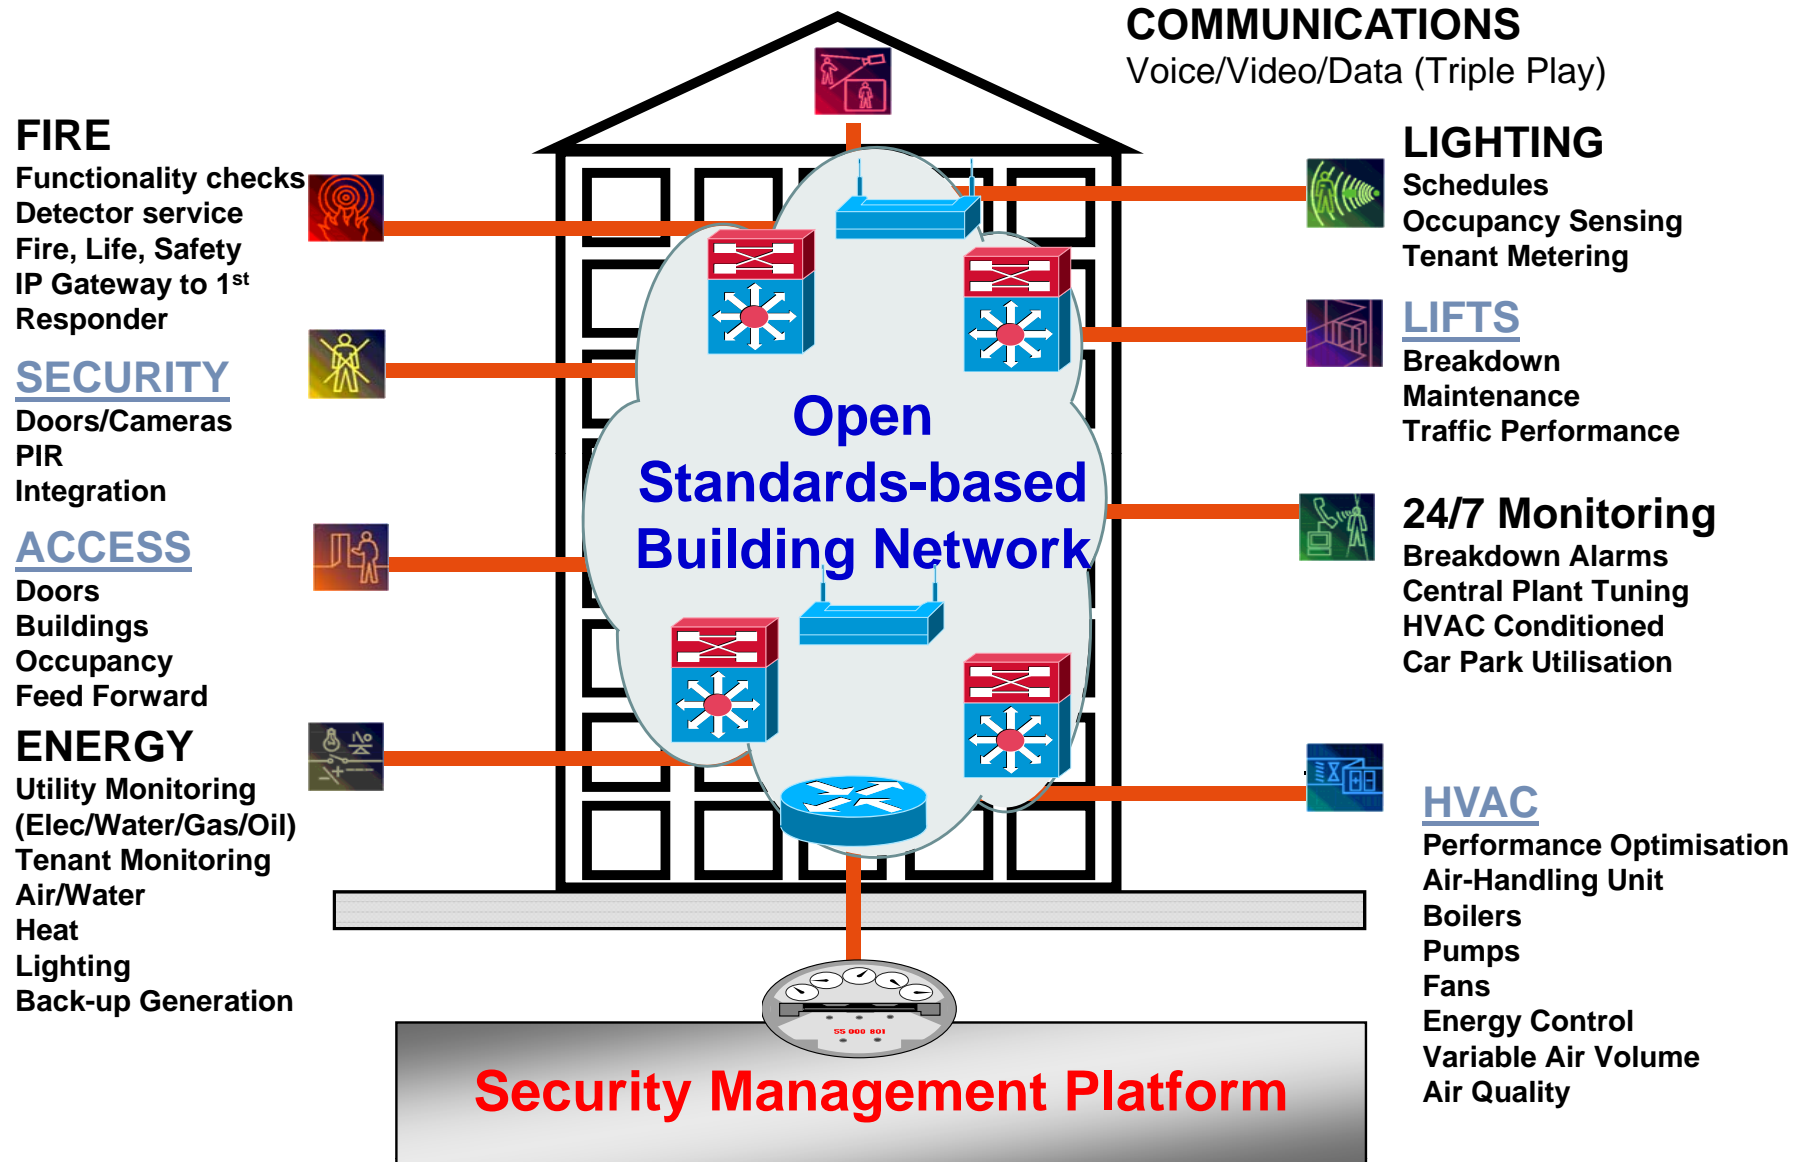 COMMUNICATIONS
Voice/Video/Data (Triple Play)
FIRE
Functionality checks
Detector service
Fire, Life, Safety
IP Gateway to 1st
Responder
SECURITY
Doors/Cameras
PIR
Integration
ACCESS
Doors
Buildings
Occupancy
Feed Forward
ENERGY
Utility Monitoring
(Elec/Water/Gas/Oil)
Tenant Monitoring
Air/Water
Heat
Lighting
Back-up Generation
Open
Standards-based
Building Network
LIGHTING
Schedules
Occupancy Sensing
Tenant Metering
LIFTS
Breakdown
Maintenance
Traffic Performance
24/7 Monitoring
Breakdown Alarms
Central Plant Tuning
HVAC Conditioned
Car Park Utilisation
HVAC
Performance Optimisation
Air-Handling Unit
Boilers
Pumps
Fans
Energy Control
Variable Air Volume
Air Quality
55 000 801
Security Management Platform